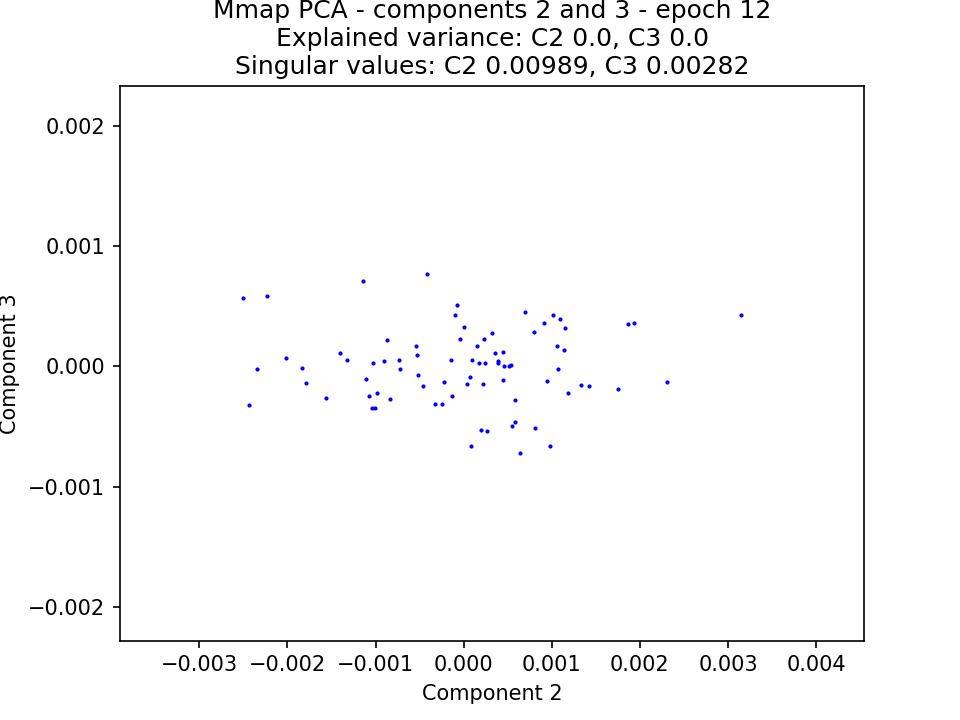 Mmap PCA - components 2 and 3 - epoch 12
Explained variance: C2 0.0, C3 0.0
Singular values: C2 0.00989, C3 0.00282
0.002
0.001
0.000
−0.001
−0.002
Component 3
−0.003 −0.002 −0.001 0.000 0.001 0.002 0.003 0.004
Component 2